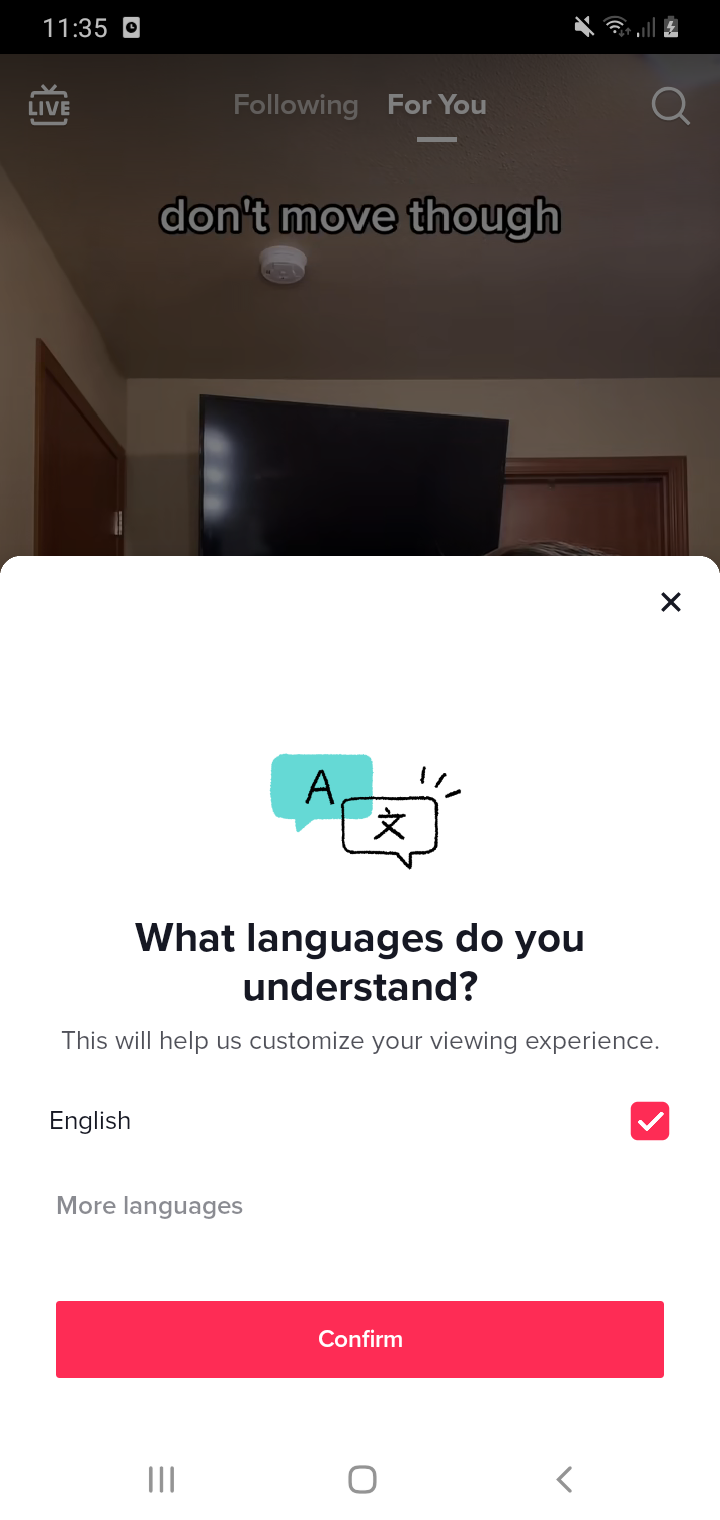 11:35
LIVE
Following For You
don't move though
A
文
What languages do you
understand?
This will help us customize your viewing experience.
English
More languages
Confirm